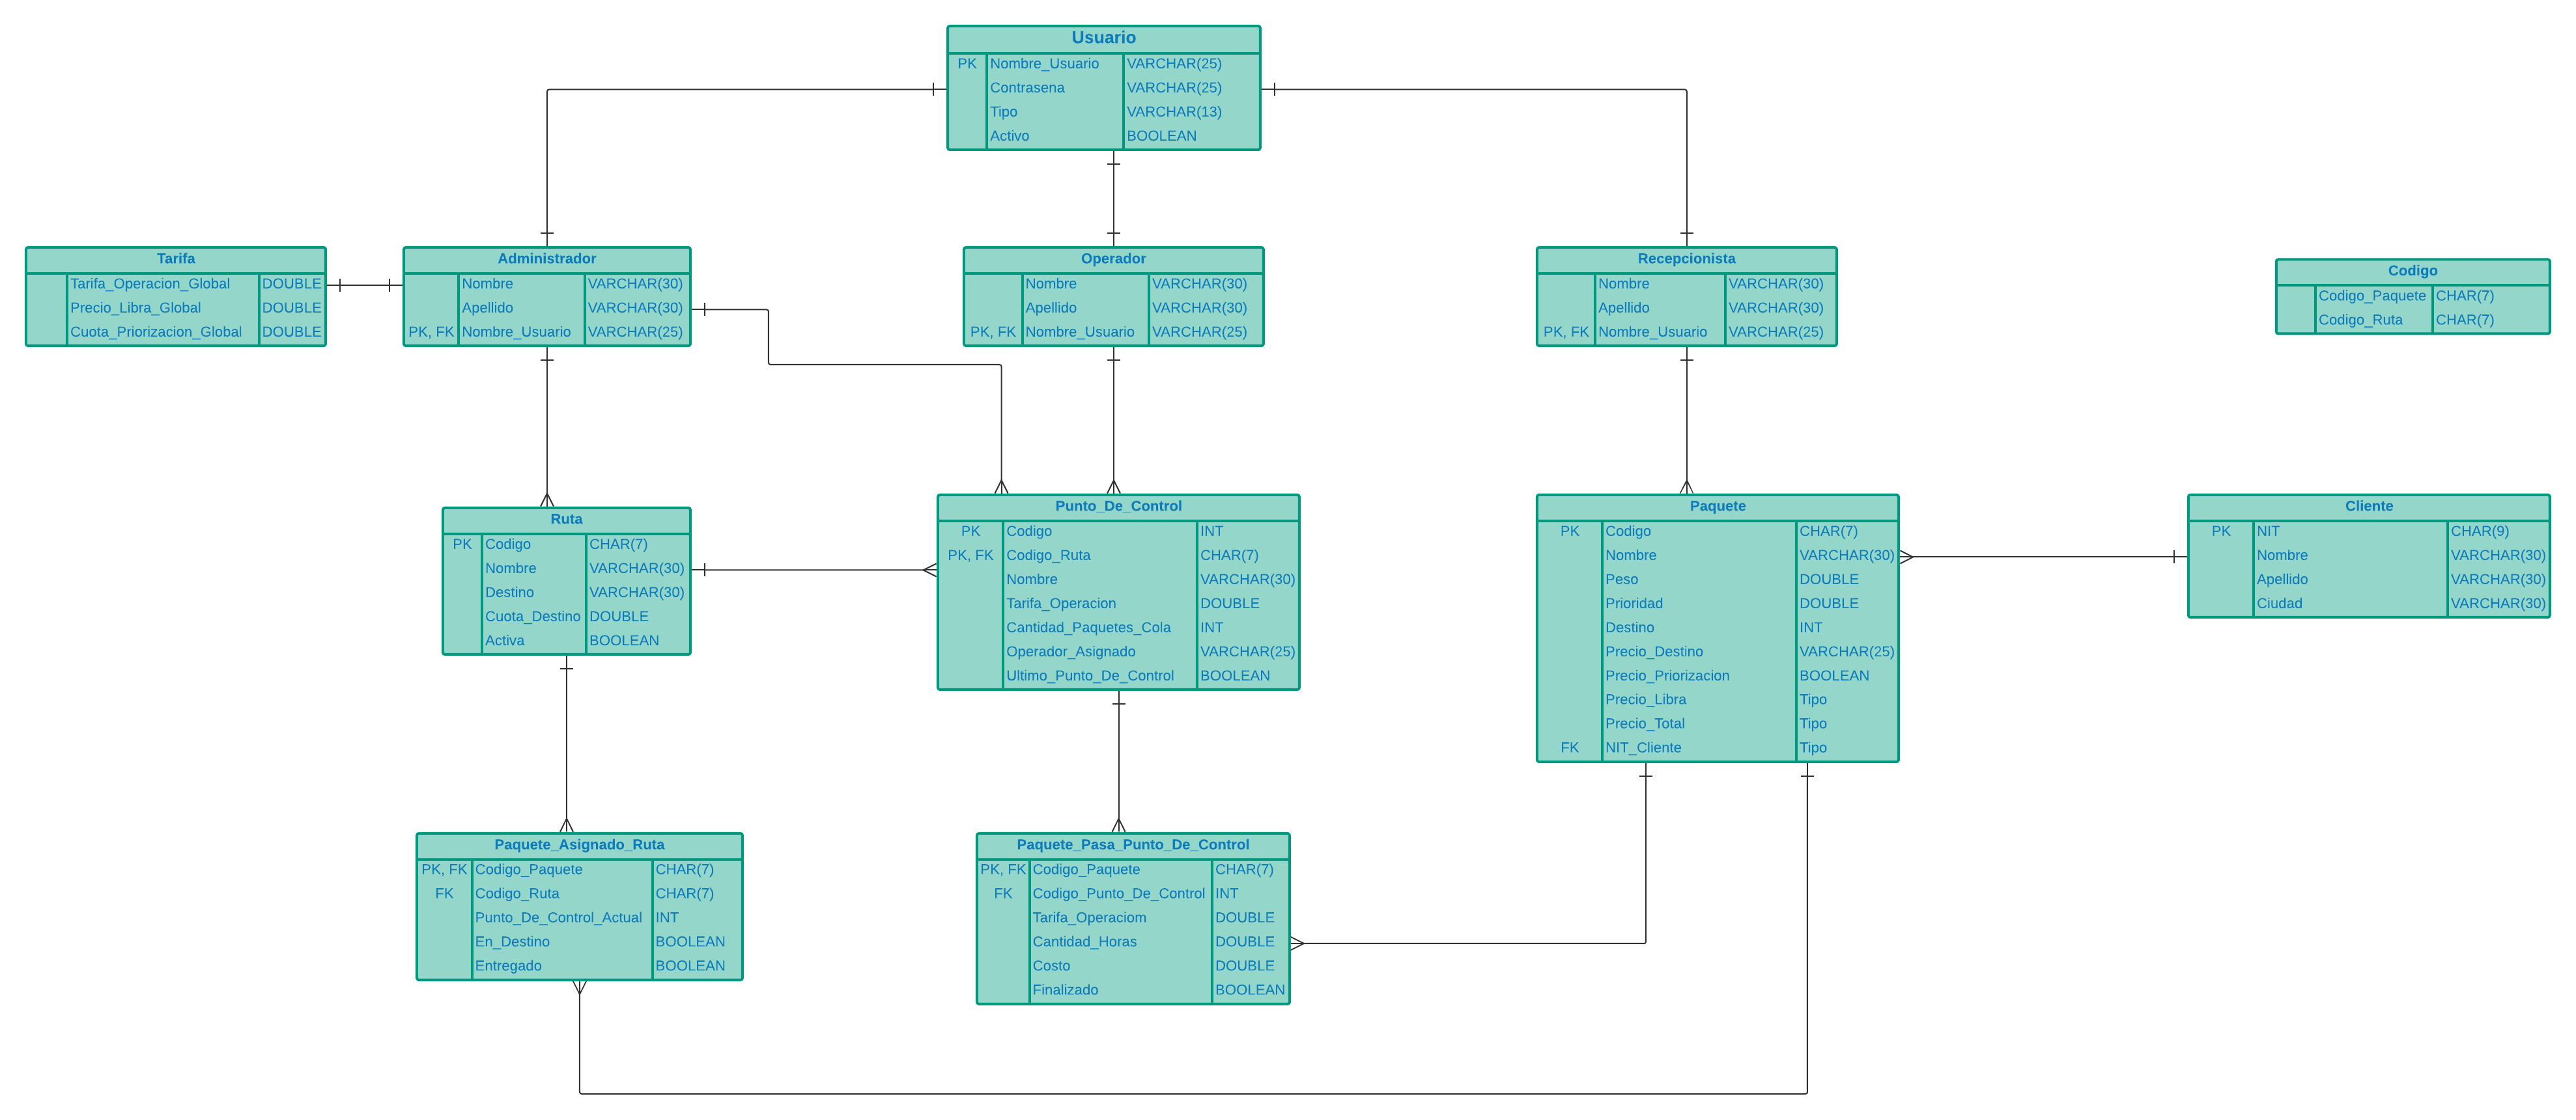 Usuario
PK Nombre_Usuario VARCHAR(25)
Contrasena VARCHAR(25)
Tipo VARCHAR(13)
Activo BOOLEAN
Tarifa
Tarifa_Operacion_Global DOUBLE
Precio_Libra_Global DOUBLE
Cuota_Priorizacion_Global DOUBLE
Administrador
Nombre VARCHAR(30)
Apellido VARCHAR(30)
PK, FK Nombre_Usuario VARCHAR(25)
Operador
Nombre VARCHAR(30)
Apellido VARCHAR(30)
PK, FK Nombre_Usuario VARCHAR(25)
Recepcionista
Nombre VARCHAR(30)
Apellido VARCHAR(30)
PK, FK Nombre_Usuario VARCHAR(25)
Codigo
Codigo_Paquete CHAR(7)
Codigo_Ruta CHAR(7)
Ruta
PK Codigo CHAR(7)
Nombre VARCHAR(30)
Destino VARCHAR(30)
Cuota_Destino DOUBLE
Activa BOOLEAN
Punto_De_Control
PK Codigo INT
PK, FK Codigo_Ruta CHAR(7)
Nombre VARCHAR(30)
Tarifa_Operacion DOUBLE
Cantidad_Paquetes_Cola INT
Operador_Asignado VARCHAR(25)
Ultimo_Punto_De_Control BOOLEAN
Paquete
PK Codigo CHAR(7)
Nombre VARCHAR(30)
Peso DOUBLE
Prioridad DOUBLE
Destino INT
Precio_Destino VARCHAR(25)
Precio_Priorizacion BOOLEAN
Precio_Libra Tipo
Precio_Total Tipo
FK NIT_Cliente Tipo
Cliente
PK NIT CHAR(9)
Nombre VARCHAR(30)
Apellido VARCHAR(30)
Ciudad VARCHAR(30)
Paquete_Asignado_Ruta
PK, FK Codigo_Paquete CHAR(7)
FK Codigo_Ruta CHAR(7)
Punto_De_Control_Actual INT
En_Destino BOOLEAN
Entregado BOOLEAN
Paquete_Pasa_Punto_De_Control
PK, FK Codigo_Paquete CHAR(7)
FK Codigo_Punto_De_Control INT
Tarifa_Operaciom DOUBLE
Cantidad_Horas DOUBLE
Costo DOUBLE
Finalizado BOOLEAN